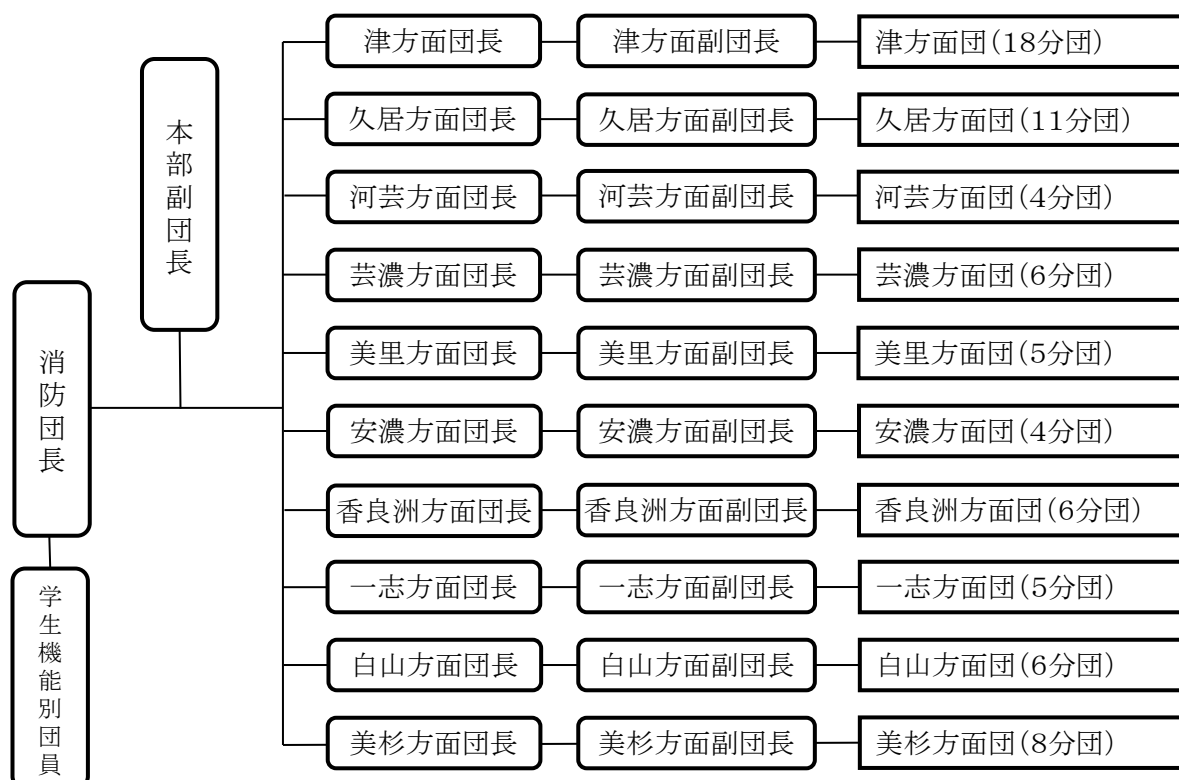 消防団長
学生機能別団員
本部副団長
津方面団長 津方面副団長 津方面団(18分団)
久居方面団長 久居方面副団長 久居方面団(11分団)
河芸方面団長 河芸方面副団長 河芸方面団(4分団)
芸濃方面団長 芸濃方面副団長 芸濃方面団(6分団)
美里方面団長 美里方面副団長 美里方面団(5分団)
安濃方面団長 安濃方面副団長 安濃方面団(4分団)
香良洲方面団長 香良洲方面副団長 香良洲方面団(6分団)
一志方面団長 一志方面副団長 一志方面団(5分団)
白山方面団長 白山方面副団長 白山方面団(6分団)
美杉方面団長 美杉方面副団長 美杉方面団(8分団)